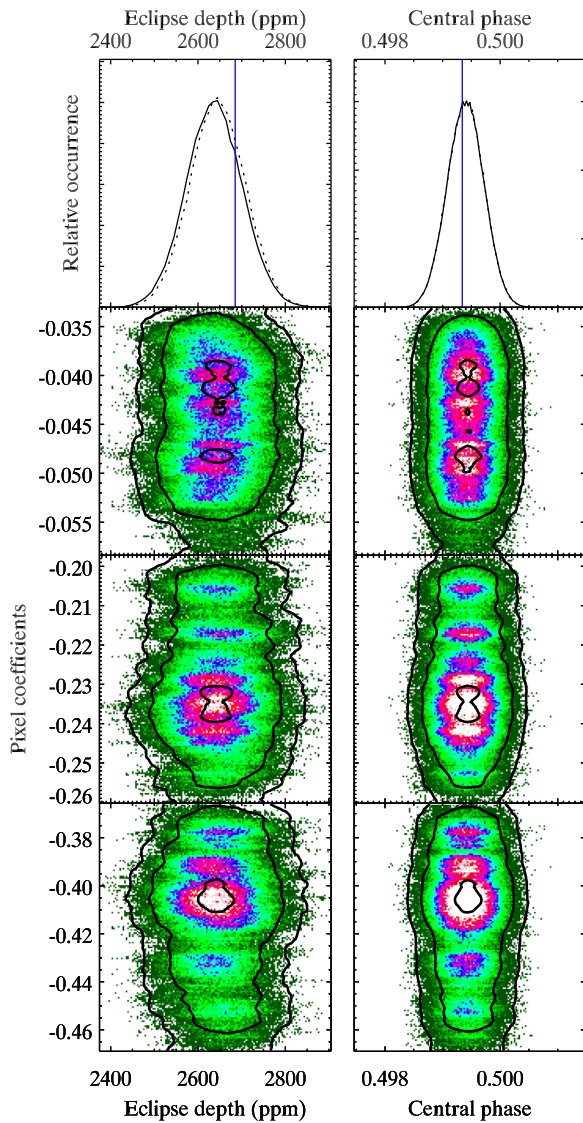 Eclipse depth (ppm) Central phase
2400 2600 2800 0.498 0.500
Relative occurrence
-0.035
-0.040
-0.045
-0.050
-0.055
-0.20
-0.21
-0.22
-0.23
-0.24
-0.25
-0.26
Pixel coefficients
-0.38
-0.40
-0.42
-0.44
-0.46
2400 2600 2800 0.498 0.500
Eclipse depth (ppm) Central phase